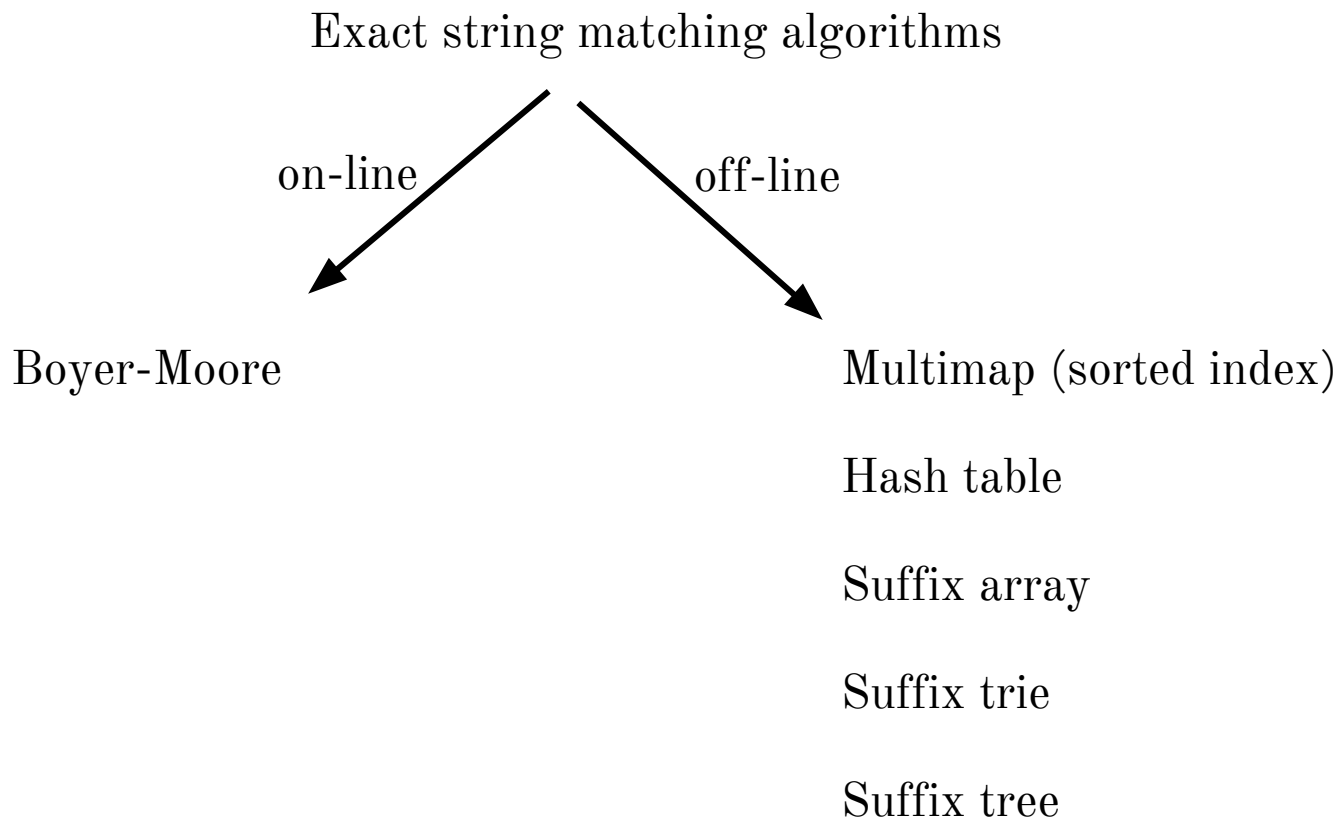 Exact string matching algorithms
on-line
off-line
Boyer-Moore
Multimap (sorted index)
Hash table
Suffix array
Suffix trie
Suffix tree